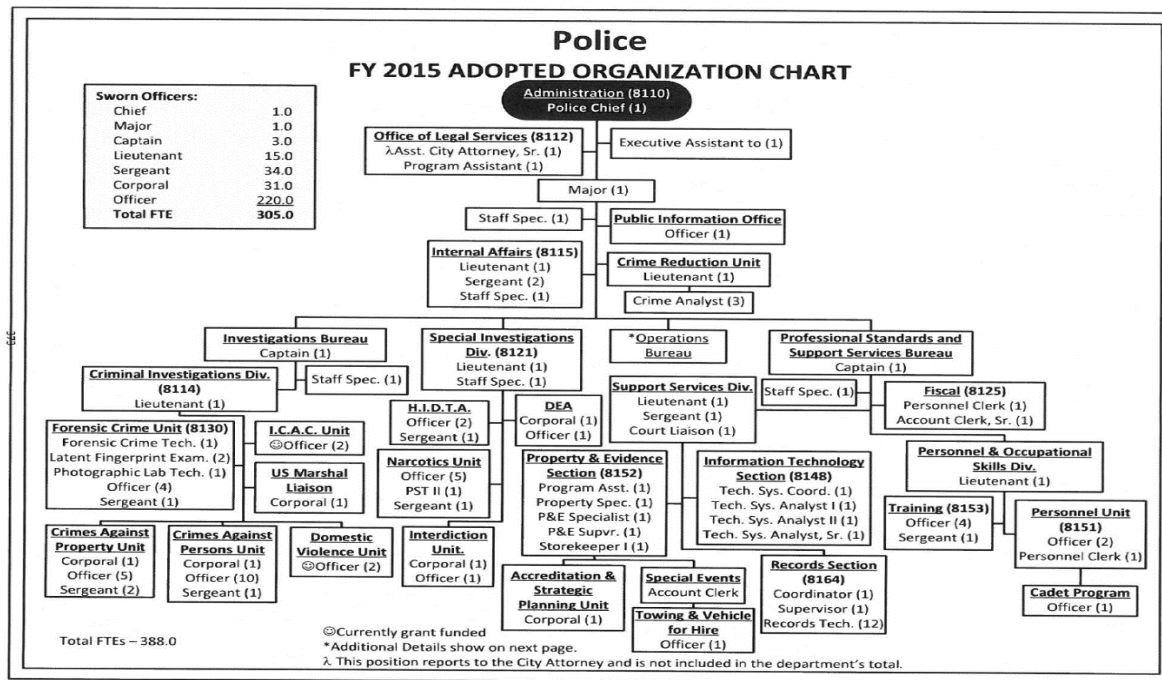 Police
FY 2015 ADOPTED ORGANIZATION CHART
Sworn Officers:
Chief 1.0
Major 1.0
Captain 3.0
Lieutenant 15.0
Sergeant 34.0
Corporal 31.0
Officer 220.0
Total FTE 305.0
Administration (8110)
Police Chief (1)
Office of Legal Services (8112)
λAsst. City Attorney, Sr. (1)
Program Assistant (1)
Executive Assistant to (1)
Major (1)
Staff Spec. (1)
Public Information Office
Officer (1)
Internal Affairs (8115)
Lieutenant (1)
Sergeant (2)
Staff Spec. (1)
Crime Reduction Unit
Lieutenant (1)
Crime Analyst (3)
Investigations Bureau
Captain (1)
Special Investigations
Div. (8121)
Lieutenant (1)
Staff Spec. (1)
*Operations
Bureau
Professional Standards and
Support Services Bureau
Captain (1)
Criminal Investigations Div.
(8114)
Lieutenant (1)
Staff Spec. (1)
Support Services Div.
Lieutenant (1)
Sergeant (1)
Court Liaison (1)
Staff Spec. (1)
Fiscal (8125)
Personnel Clerk (1)
Account Clerk, Sr. (1)
Forensic Crime Unit (8130)
Forensic Crime Tech. (1)
Latent Fingerprint Exam. (2)
Photographic Lab Tech. (1)
Officer (4)
Sergeant (1)
I.C.A.C. Unit
☺Officer (2)
US Marshal
Liaison
Corporal (1)
H.I.D.T.A.
Officer (2)
Sergeant (1)
DEA
Corporal (1)
Officer (1)
Narcotics Unit
Officer (5)
PST II (1)
Sergeant (1)
Property & Evidence
Section (8152)
Program Asst. (1)
Property Spec. (1)
P&E Specialist (1)
P&E Supvr. (1)
Storekeeper I (1)
Information Technology
Section (8148)
Tech. Sys. Coord. (1)
Tech. Sys. Analyst I (1)
Tech. Sys. Analyst II (1)
Tech. Sys. Analyst, Sr. (1)
Personnel & Occupational
Skills Div.
Lieutenant (1)
Training (8153)
Officer (4)
Sergeant (1)
Personnel Unit
(8151)
Officer (2)
Personnel Clerk (1)
Cadet Program
Officer (1)
Crimes Against
Property Unit
Corporal (1)
Officer (5)
Sergeant (2)
Crimes Against
Persons Unit
Corporal (1)
Officer (10)
Sergeant (1)
Domestic
Violence Unit
☺Officer (2)
Interdiction
Unit.
Corporal (1)
Officer (1)
Accreditation &
Strategic
Planning Unit
Corporal (1)
Special Events
Account Clerk
Towing & Vehicle
for Hire
Officer (1)
Records Section
(8164)
Coordinator (1)
Supervisor (1)
Records Tech. (12)
Total FTEs – 388.0
☺Currently grant funded
*Additional Details show on next page.
λ This position reports to the City Attorney and is not included in the department's total.